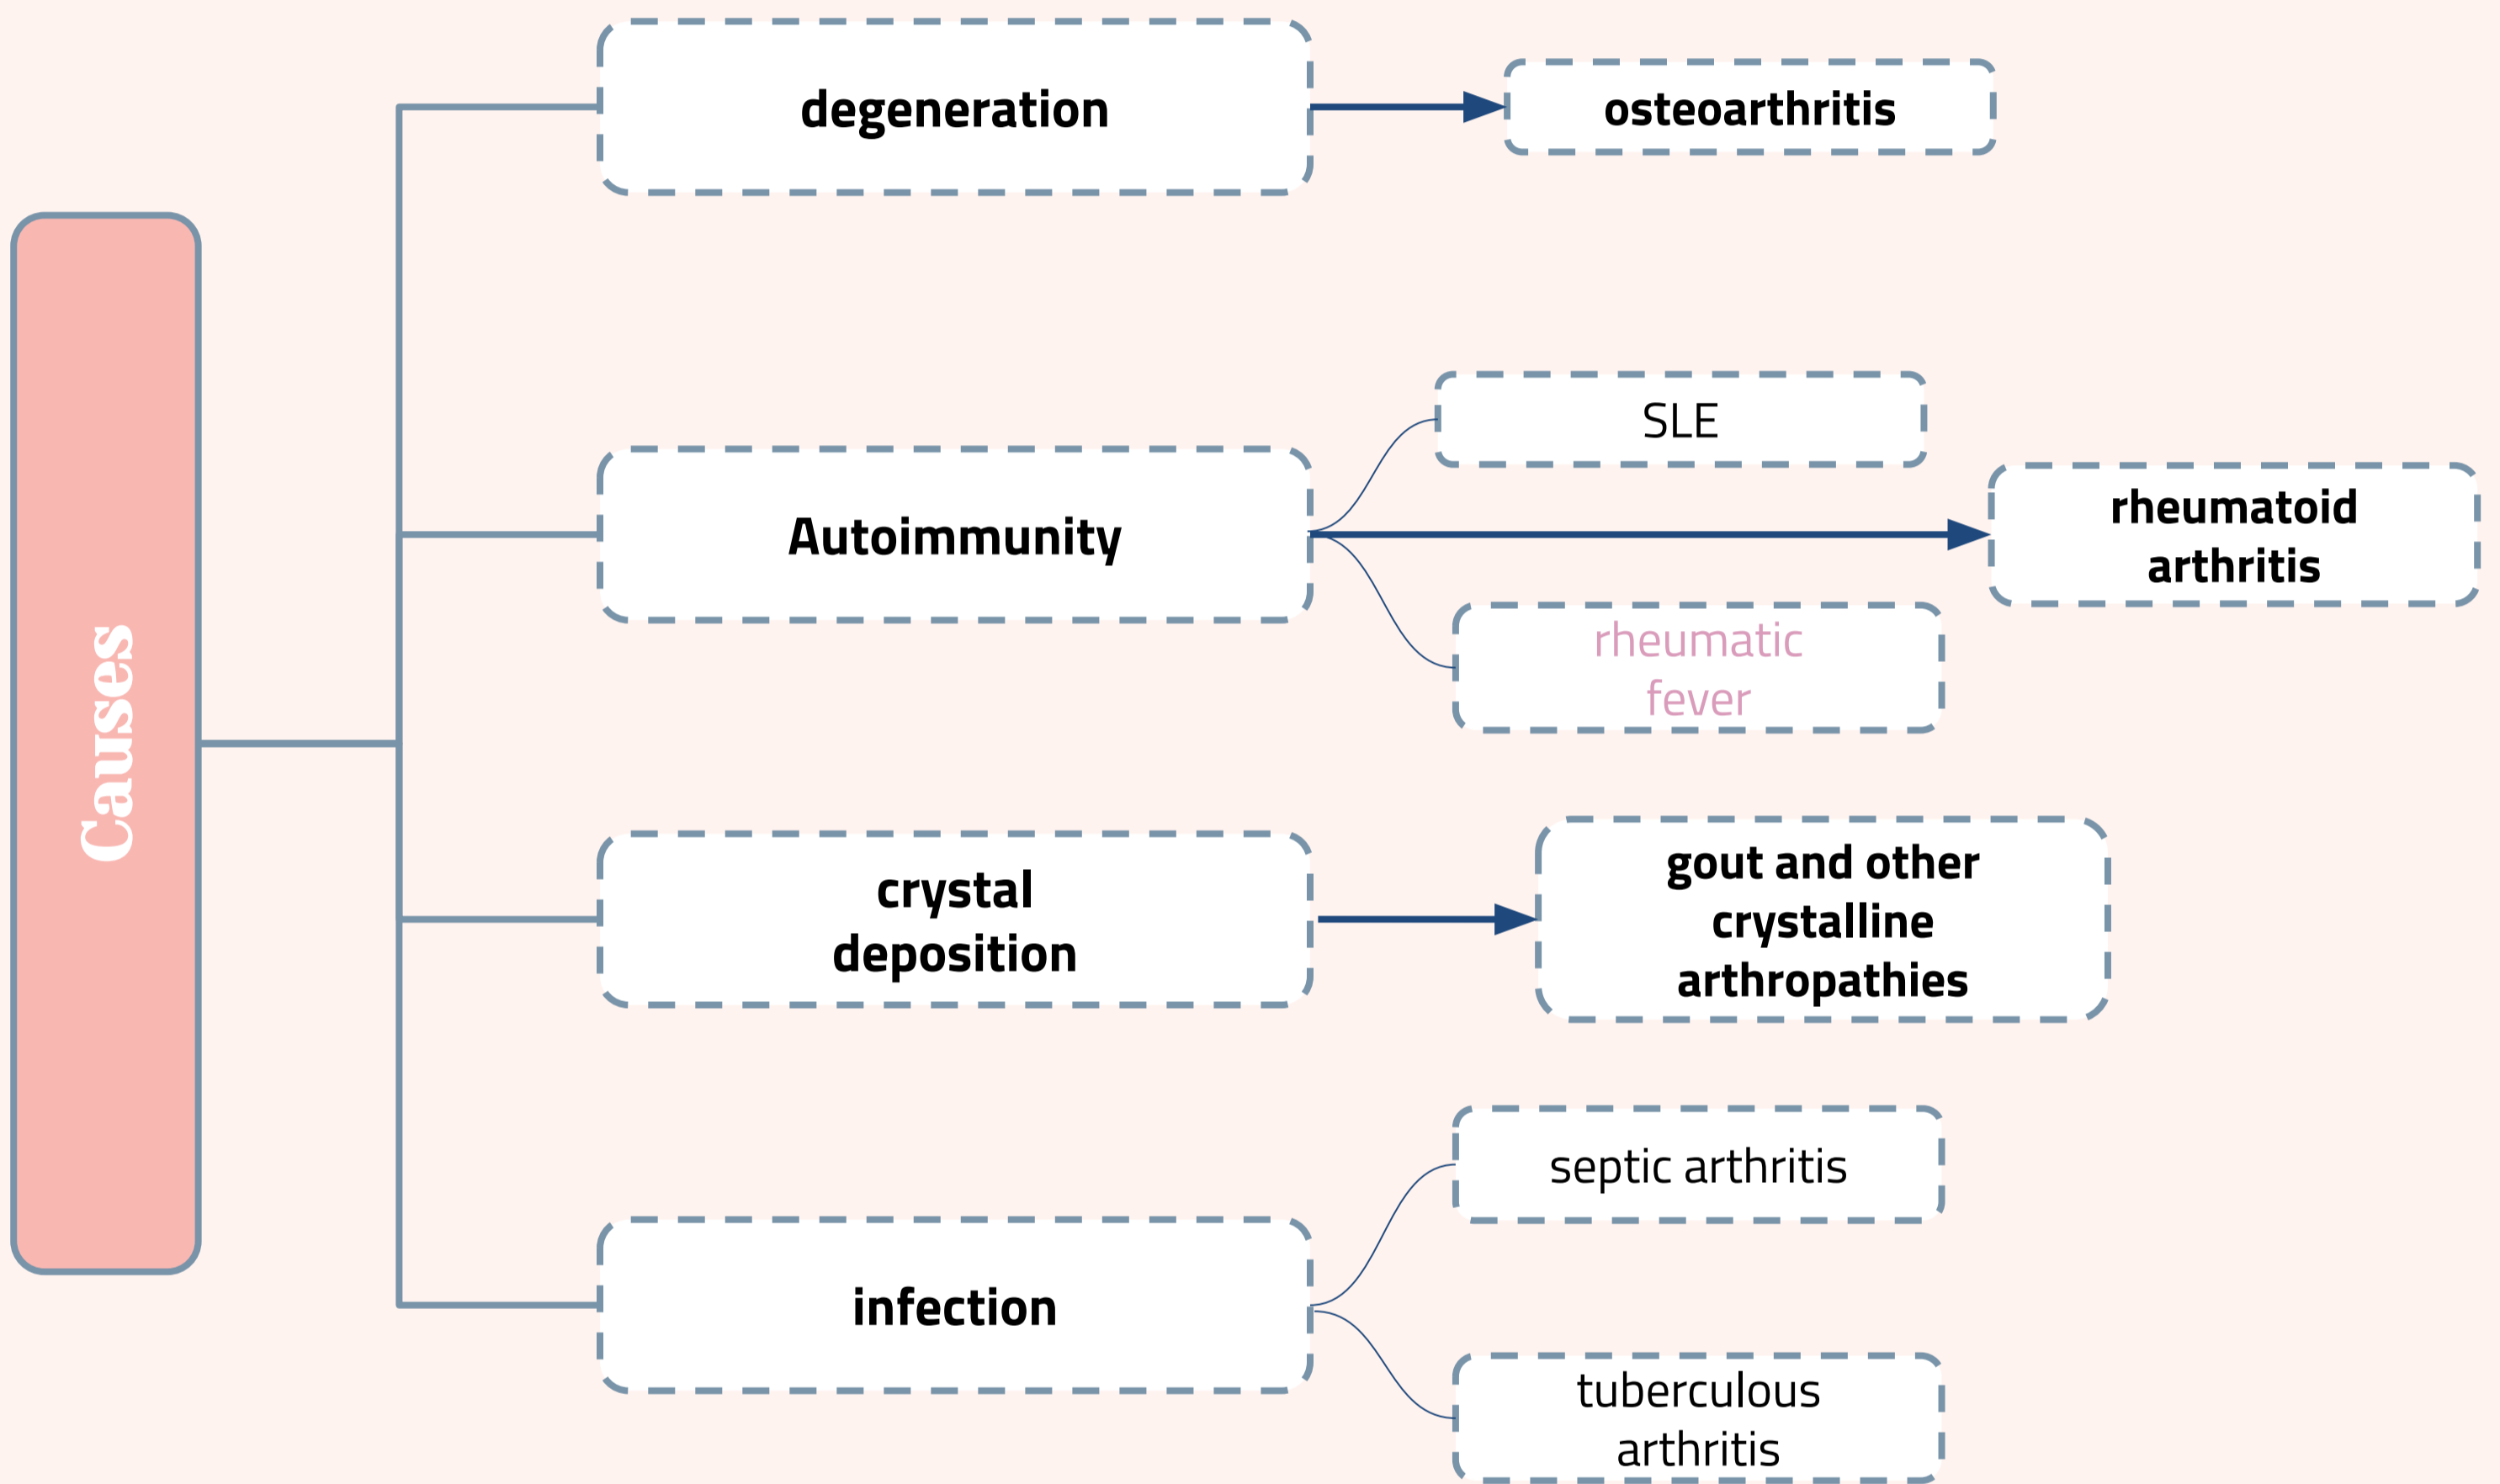 Causes
degeneration
osteoarthritis
Autoimmunity
SLE
rheumatoid
arthritis
rheumatic
fever
crystal
deposition
gout and other
crystalline
arthropathies
infection
septic arthritis
tuberculous
arthritis